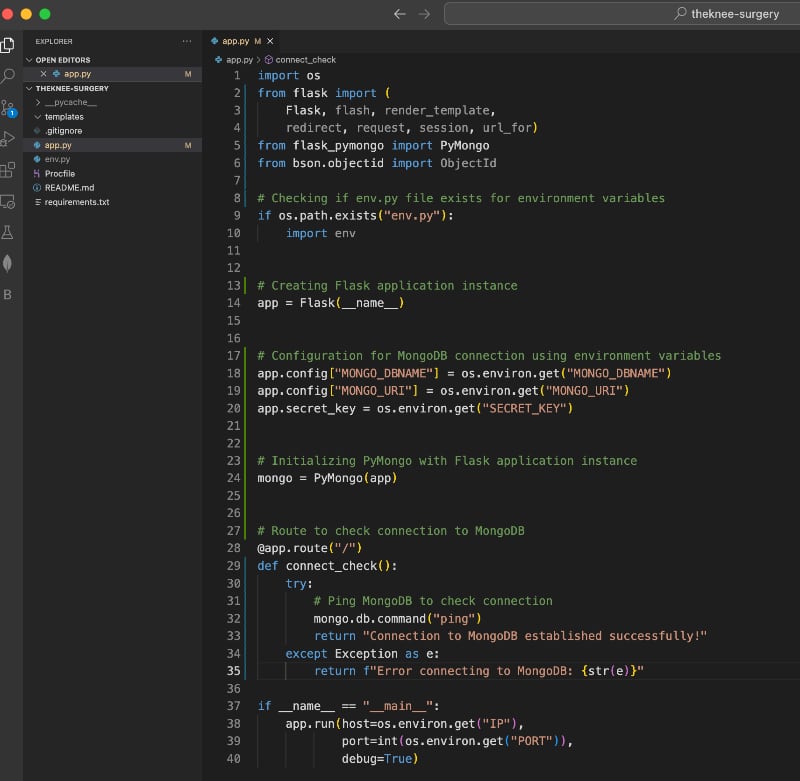 theknee-surgery
EXPLORER
OPEN EDITORS
app.py M
THEKNEE-SURGERY
__pycache__
templates
.gitignore
app.py M
env.py
Procfile
README.md
requirements.txt
1
B
app.py M
app.py > connect_check
1 import os
2 from flask import (
3 Flask, flash, render_template,
4 redirect, request, session, url_for)
5 from flask_pymongo import PyMongo
6 from bson.objectid import ObjectId
7
8 # Checking if env.py file exists for environment variables
9 if os.path.exists("env.py"):
10 import env
11
12
13 # Creating Flask application instance
14 app = Flask(__name__)
15
16
17 # Configuration for MongoDB connection using environment variables
18 app.config["MONGO_DBNAME"] = os.environ.get("MONGO_DBNAME")
19 app.config["MONGO_URI"] = os.environ.get("MONGO_URI")
20 app.secret_key = os.environ.get("SECRET_KEY")
21
22
23 # Initializing PyMongo with Flask application instance
24 mongo = PyMongo(app)
25
26
27 # Route to check connection to MongoDB
28 @app.route("/")
29 def connect_check():
30 try:
31 # Ping MongoDB to check connection
32 mongo.db.command("ping")
33 return "Connection to MongoDB established successfully!"
34 except Exception as e:
35 return f"Error connecting to MongoDB: {str(e)}"
36
37 if __name__ == "__main__":
38 app.run(host=os.environ.get("IP"),
39 port=int(os.environ.get("PORT")),
40 debug=True)